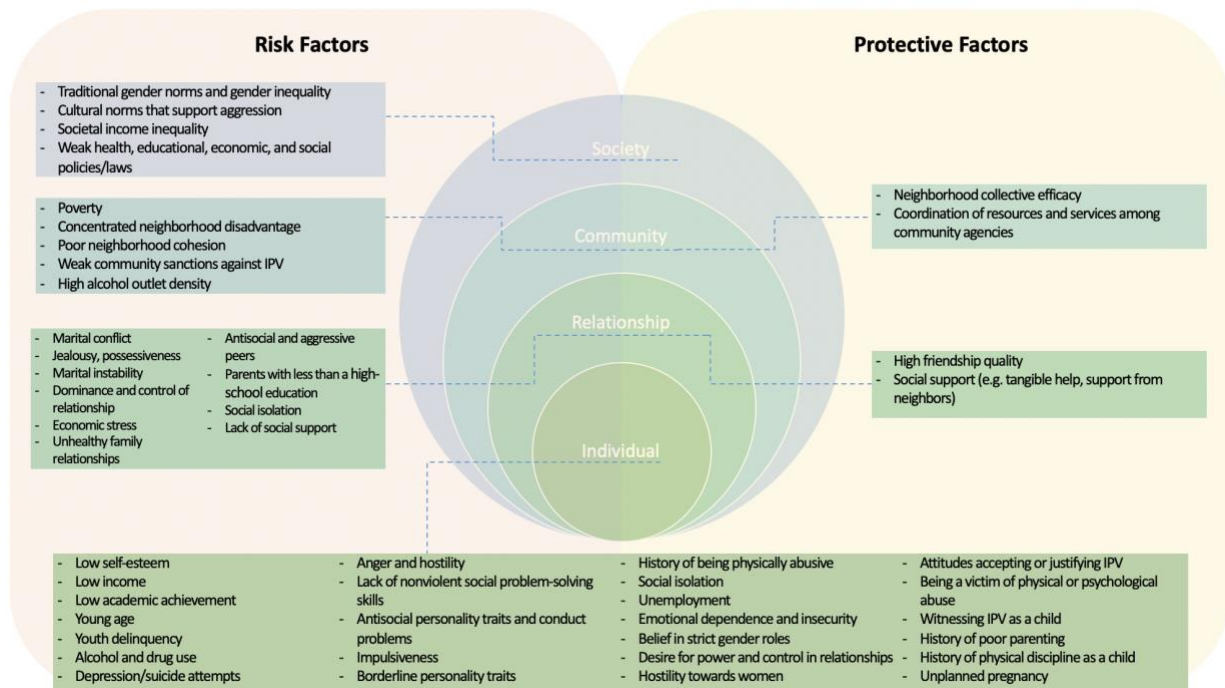 Risk Factors
Protective Factors
- Traditional gender norms and gender inequality
- Cultural norms that support aggression
- Societal income inequality
- Weak health, educational, economic, and social
policies/laws
Society
- Poverty
- Concentrated neighborhood disadvantage
- Poor neighborhood cohesion
- Weak community sanctions against IPV
- High alcohol outlet density
Community
- Neighborhood collective efficacy
- Coordination of resources and services among
community agencies
- Marital conflict
- Jealousy, possessiveness
- Marital instability
- Dominance and control of
relationship
- Economic stress
- Unhealthy family
relationships
- Antisocial and aggressive
peers
- Parents with less than a high-
school education
- Social isolation
- Lack of social support
Relationship
- High friendship quality
- Social support (e.g. tangible help, support from
neighbors)
Individual
- Low self-esteem
- Low income
- Low academic achievement
- Young age
- Youth delinquency
- Alcohol and drug use
- Depression/suicide attempts
- Anger and hostility
- Lack of nonviolent social problem-solving
skills
- Antisocial personality traits and conduct
problems
- Impulsiveness
- Borderline personality traits
- History of being physically abusive
- Social isolation
- Unemployment
- Emotional dependence and insecurity
- Belief in strict gender roles
- Desire for power and control in relationships
- Hostility towards women
- Attitudes accepting or justifying IPV
- Being a victim of physical or psychological
abuse
- Witnessing IPV as a child
- History of poor parenting
- History of physical discipline as a child
- Unplanned pregnancy